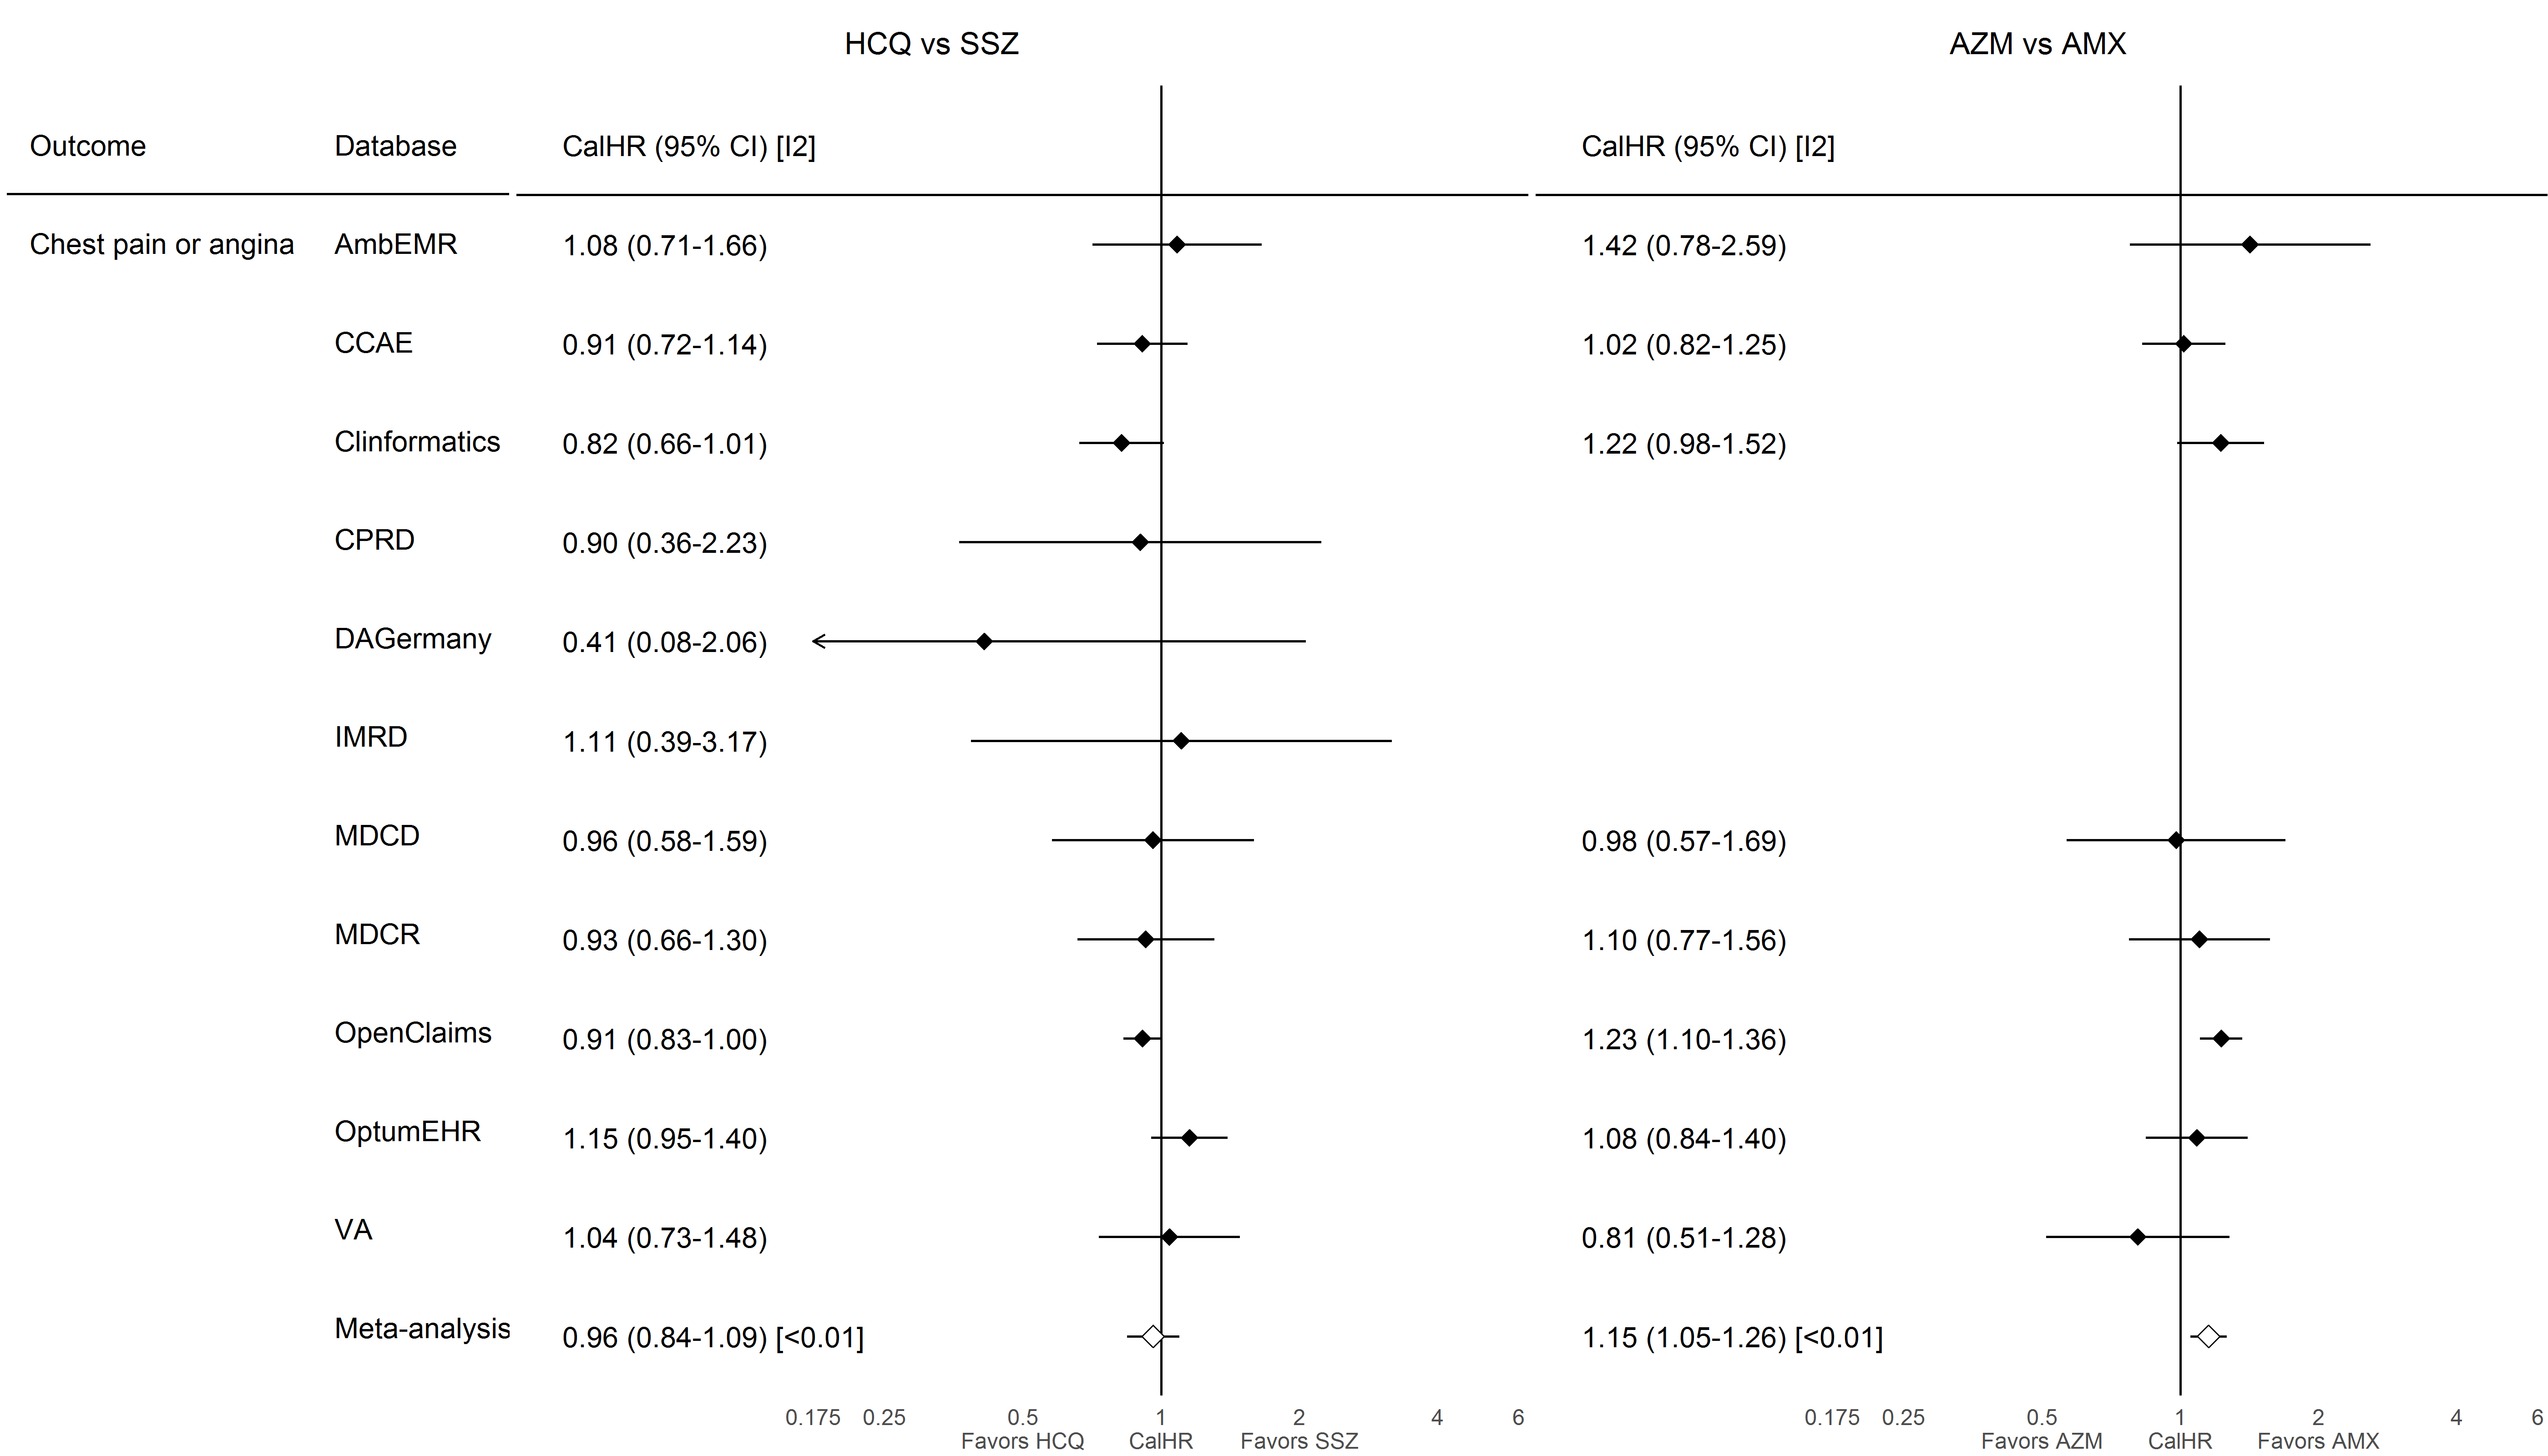 HCQ vs SSZ AZM vs AMX
Outcome Database CalHR (95% CI) [I2] CalHR (95% CI) [I2]
Chest pain or angina AmbEMR 1.08 (0.71-1.66) 1.42 (0.78-2.59)
CCAE 0.91 (0.72-1.14) 1.02 (0.82-1.25)
Clinformatics 0.82 (0.66-1.01) 1.22 (0.98-1.52)
CPRD 0.90 (0.36-2.23)
DAGermany 0.41 (0.08-2.06)
IMRD 1.11 (0.39-3.17)
MDCD 0.96 (0.58-1.59) 0.98 (0.57-1.69)
MDCR 0.93 (0.66-1.30) 1.10 (0.77-1.56)
OpenClaims 0.91 (0.83-1.00) 1.23 (1.10-1.36)
OptumEHR 1.15 (0.95-1.40) 1.08 (0.84-1.40)
VA 1.04 (0.73-1.48) 0.81 (0.51-1.28)
Meta-analysis 0.96 (0.84-1.09) [<0.01] 1.15 (1.05-1.26) [<0.01]
0.175 0.25 0.5 1 2 4 6 0.175 0.25 0.5 1 2 4 6
Favors HCQ CalHR Favors SSZ Favors AZM CalHR Favors AMX